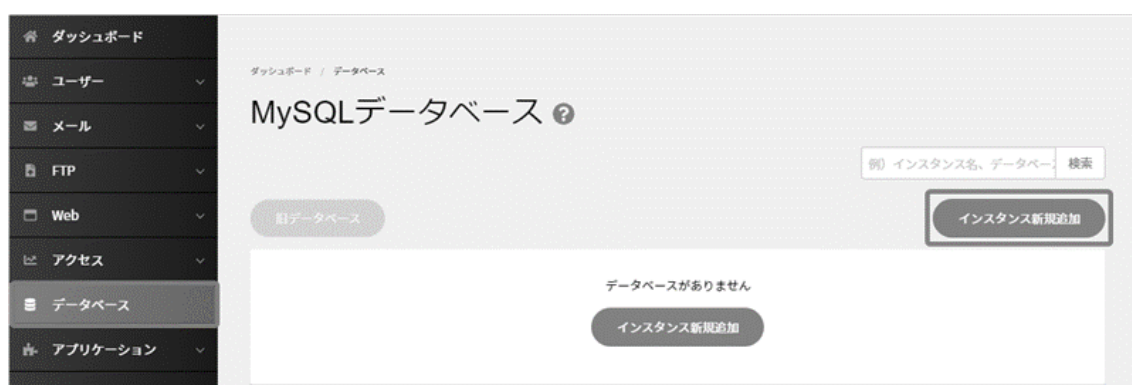 ダッシュボード
ユーザー
メール
FTP
Web
アクセス
データベース
アプリケーション
ダッシュボード / データベース
MySQLデータベース ?
例）インスタンス名、データベー
検索
旧データベース
インスタンス新規追加
データベースがありません
インスタンス新規追加